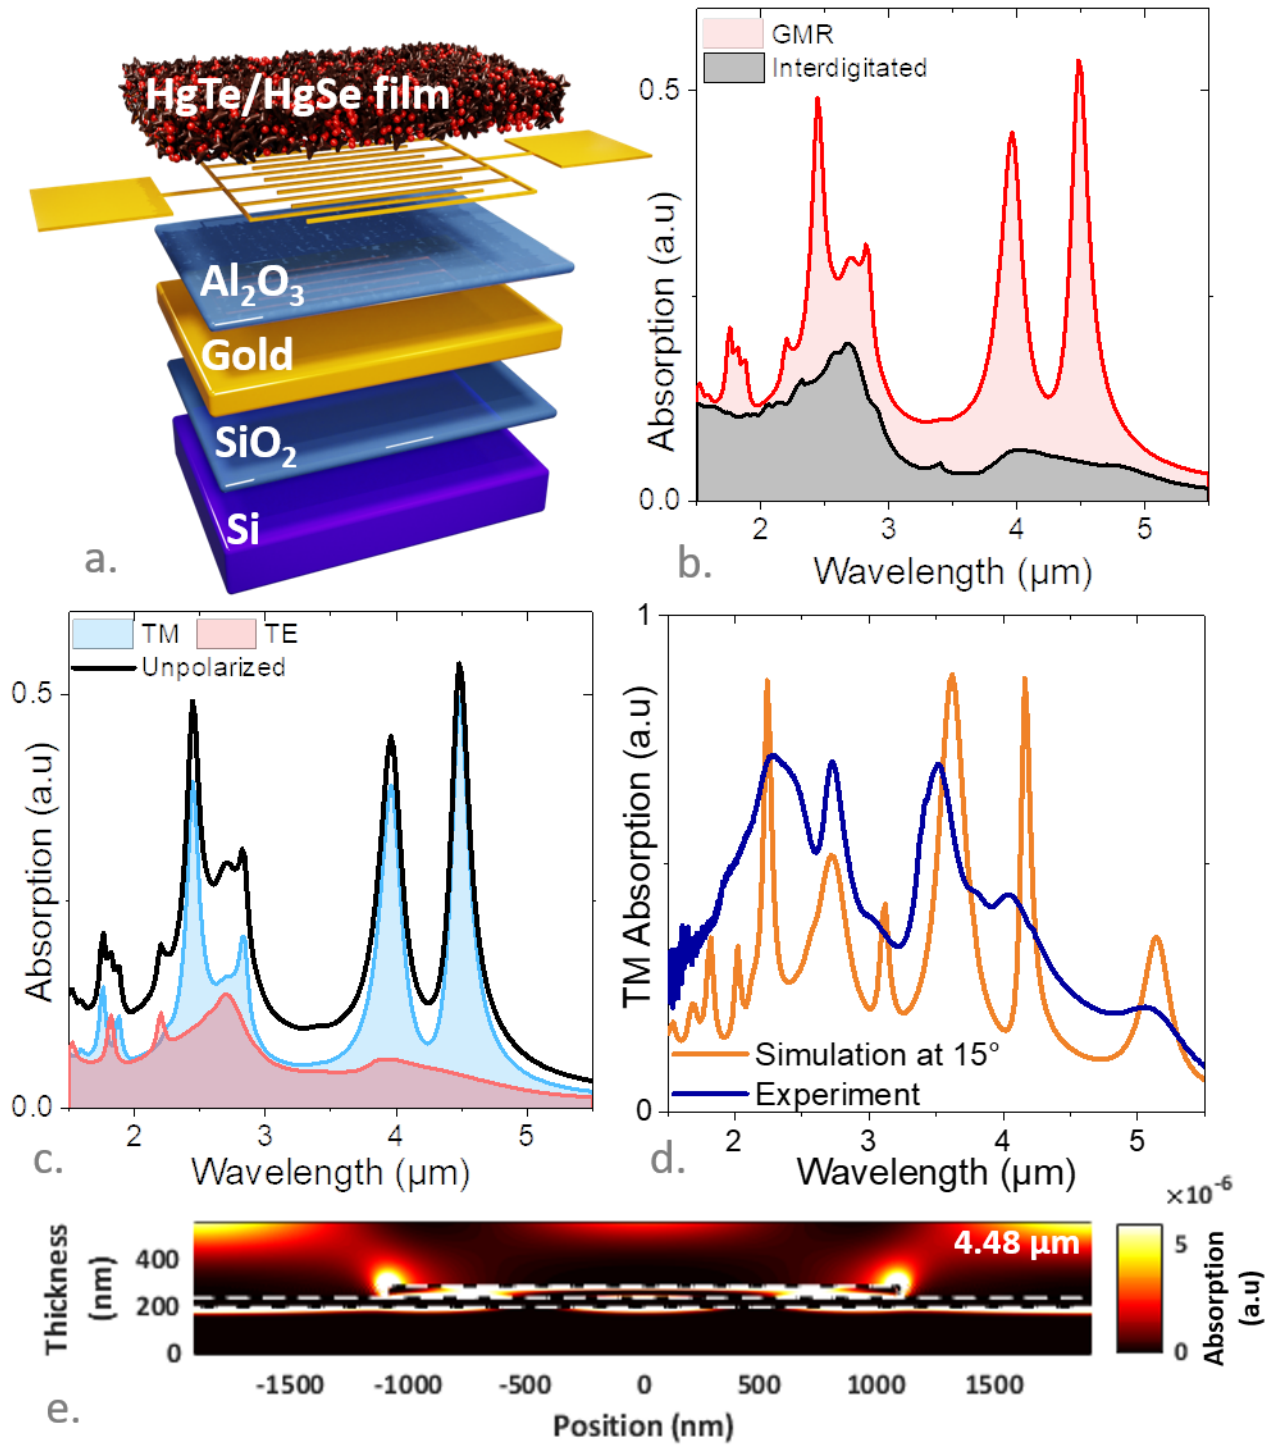 HgTe/HgSe film
Al₂O₃
Gold
SiO₂
Si
a.
GMR
Interdigitated
0.5
0.0
Absorption (a.u)
2 3 4 5
Wavelength (µm)
b.
TM TE
Unpolarized
0.5
0.0
Absorption (a.u)
2 3 4 5
Wavelength (µm)
c.
1
0
TM Absorption (a.u)
Simulation at 15°
Experiment
2 3 4 5
Wavelength (µm)
d.
4.48 µm
Thickness
(nm)
400
200
0
-1500 -1000 -500 0 500 1000 1500
Position (nm)
×10⁻⁶
5
0
Absorption
(a.u)
e.